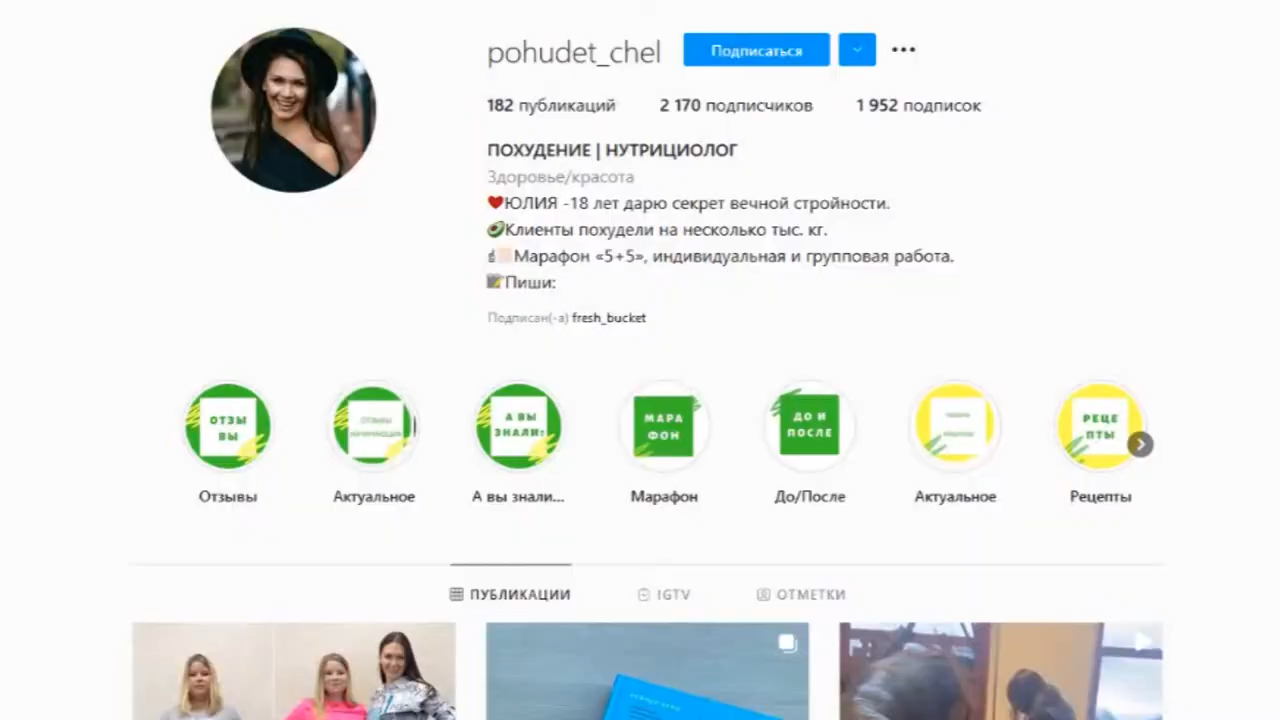 pohudet_chel Подписаться
182 публикаций 2 170 подписчиков 1 952 подписок
ПОХУДЕНИЕ | НУТРИЦИОЛОГ
Здоровье/красота
❤ЮЛИЯ -18 лет дарю секрет вечной стройности.
🥑Клиенты похудели на несколько тыс. кг.
Марафон «5+5», индивидуальная и групповая работа.
Пиши:
Подписан(-а) fresh_bucket
ОТЗЫ
ВЫ
А ВЫ
ЗНАЛИ:
МАРА
ФОН
ДО И
ПОСЛЕ
РЕЦЕ
ПТЫ
Отзывы Актуальное А вы знали... Марафон До/После Актуальное Рецепты
ПУБЛИКАЦИИ IGTV ОТМЕТКИ